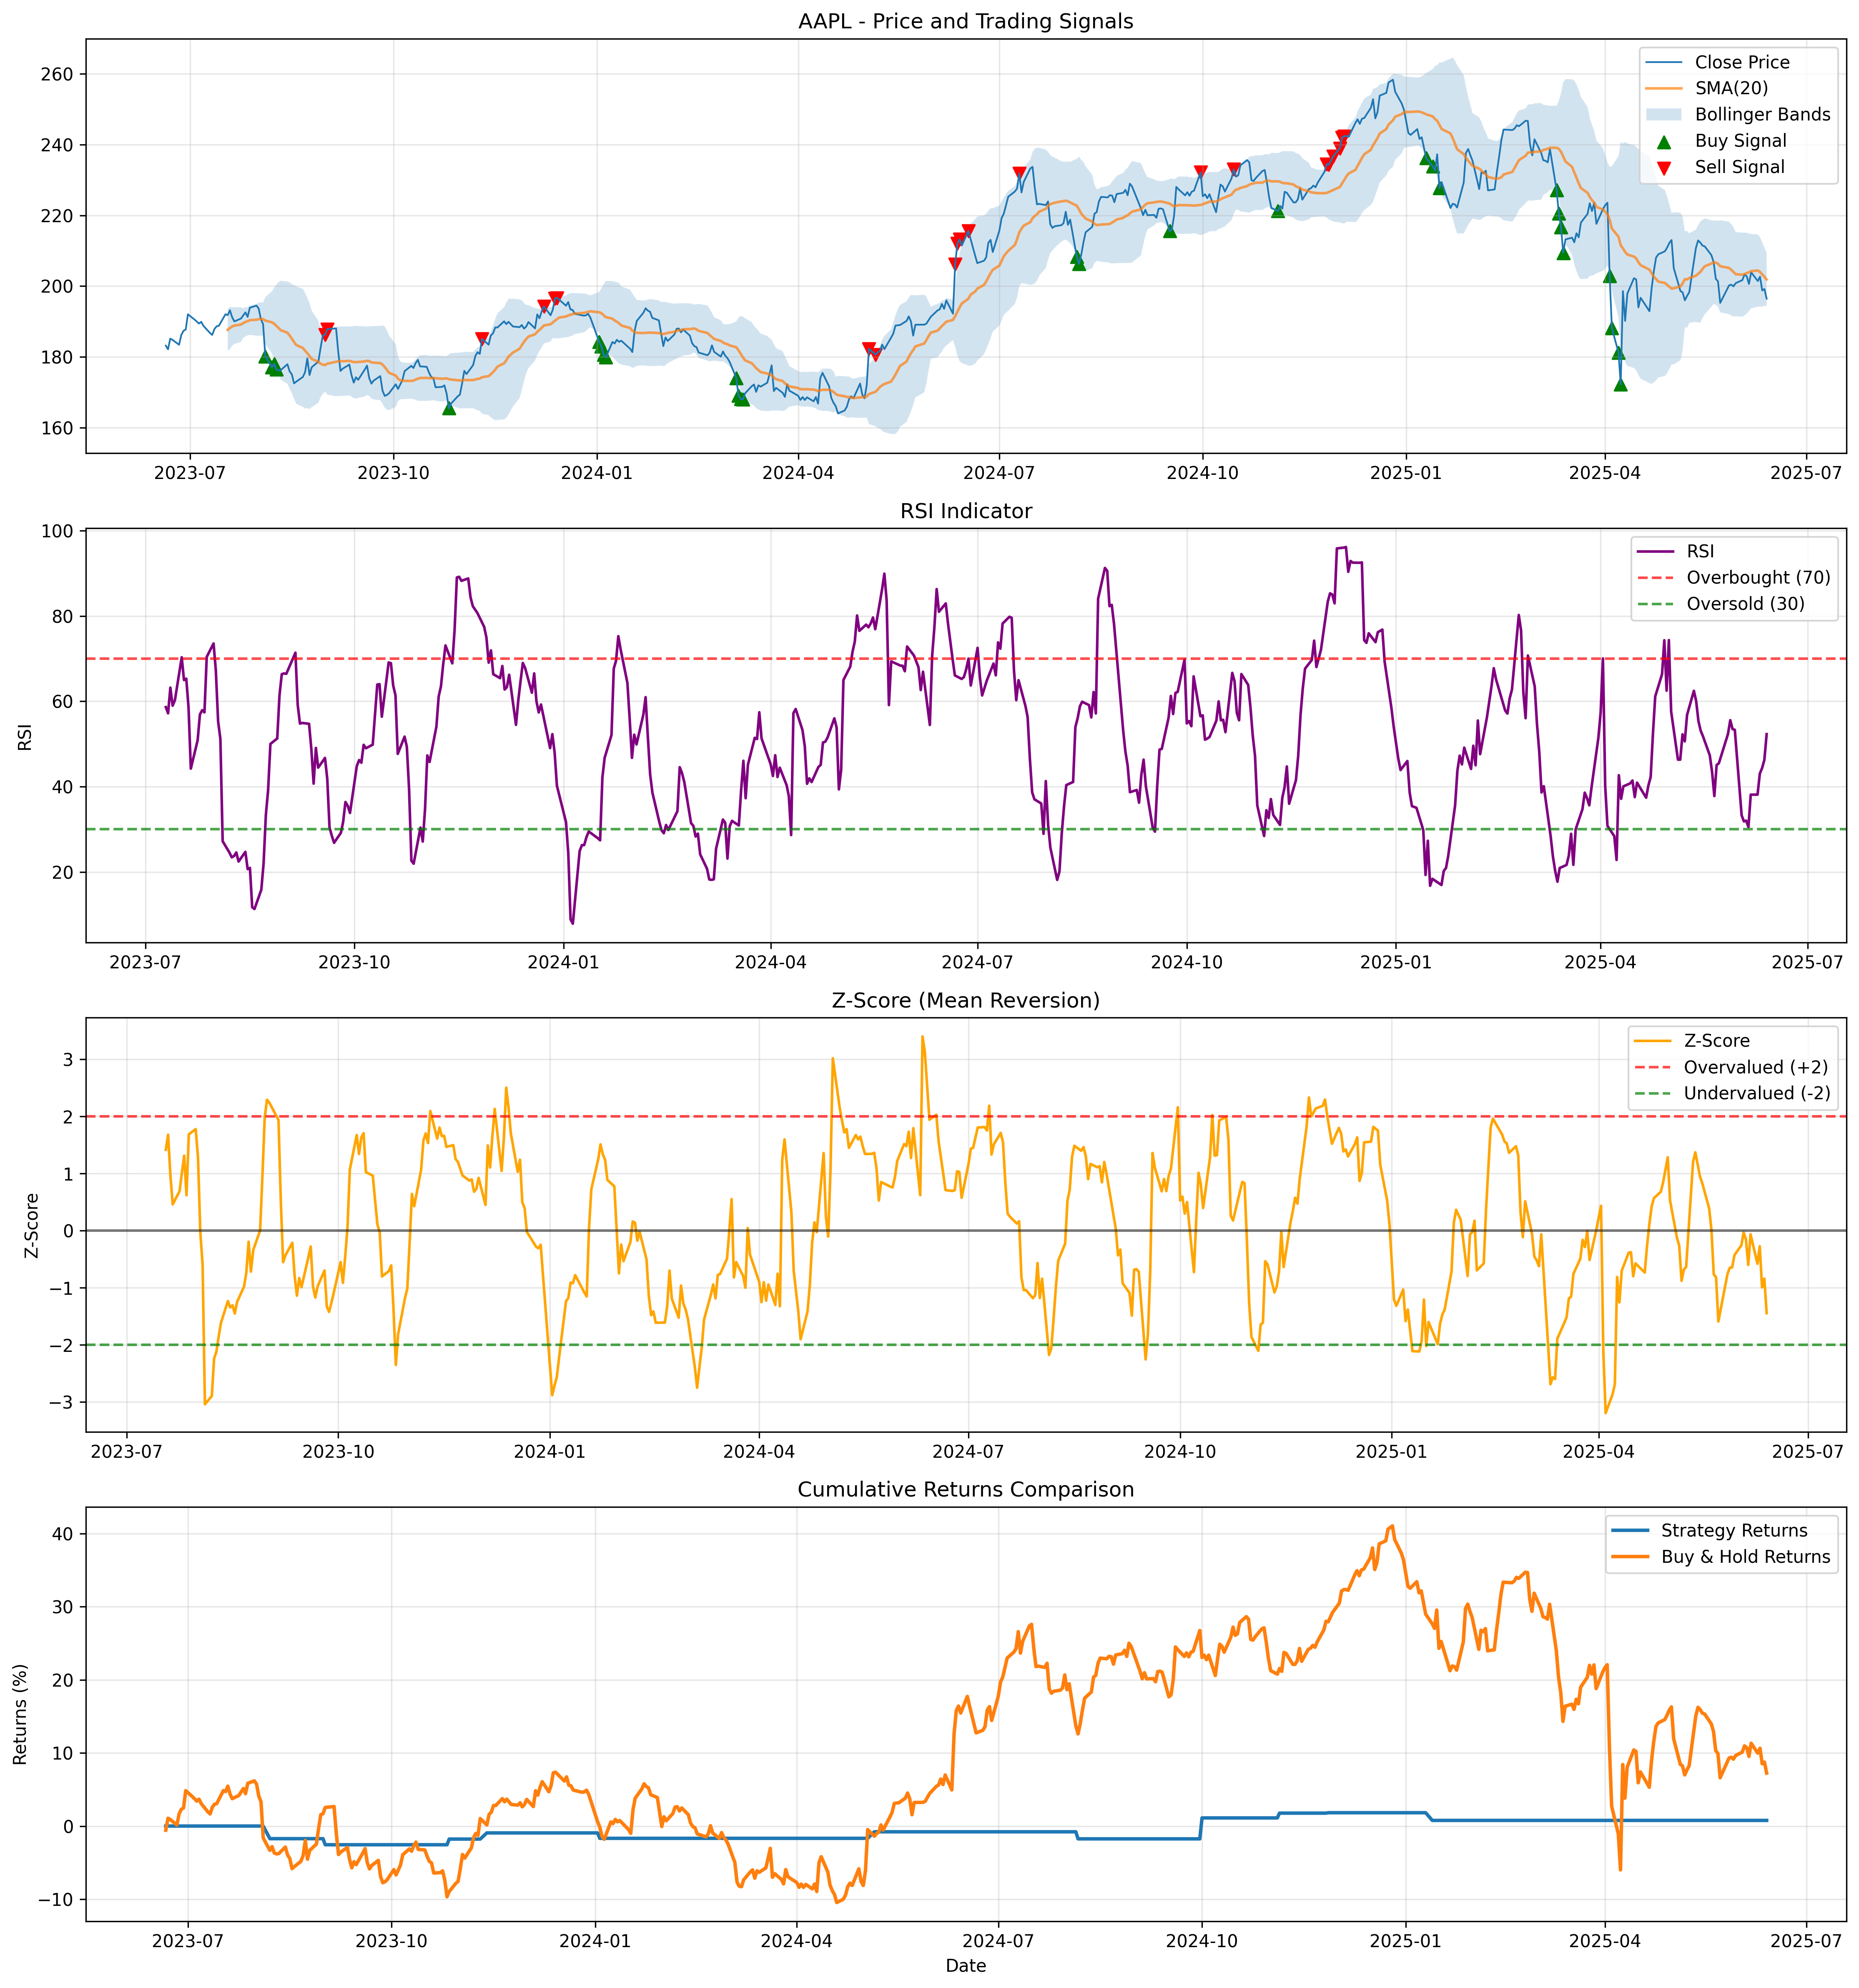 AAPL - Price and Trading Signals
260
240
220
200
180
160
Close Price
SMA(20)
Bollinger Bands
Buy Signal
Sell Signal
2023-07 2023-10 2024-01 2024-04 2024-07 2024-10 2025-01 2025-04 2025-07
RSI Indicator
RSI
100
80
60
40
20
RSI
Overbought (70)
Oversold (30)
2023-07 2023-10 2024-01 2024-04 2024-07 2024-10 2025-01 2025-04 2025-07
Z-Score (Mean Reversion)
Z-Score
3
2
1
0
−1
−2
−3
Z-Score
Overvalued (+2)
Undervalued (-2)
2023-07 2023-10 2024-01 2024-04 2024-07 2024-10 2025-01 2025-04 2025-07
Cumulative Returns Comparison
Returns (%)
40
30
20
10
0
−10
Strategy Returns
Buy & Hold Returns
2023-07 2023-10 2024-01 2024-04 2024-07 2024-10 2025-01 2025-04 2025-07
Date